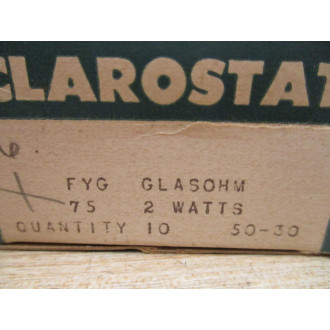 CLAROSTAT
FYG GLASOHM
75 2 WATTS
QUANTITY 10 50-30